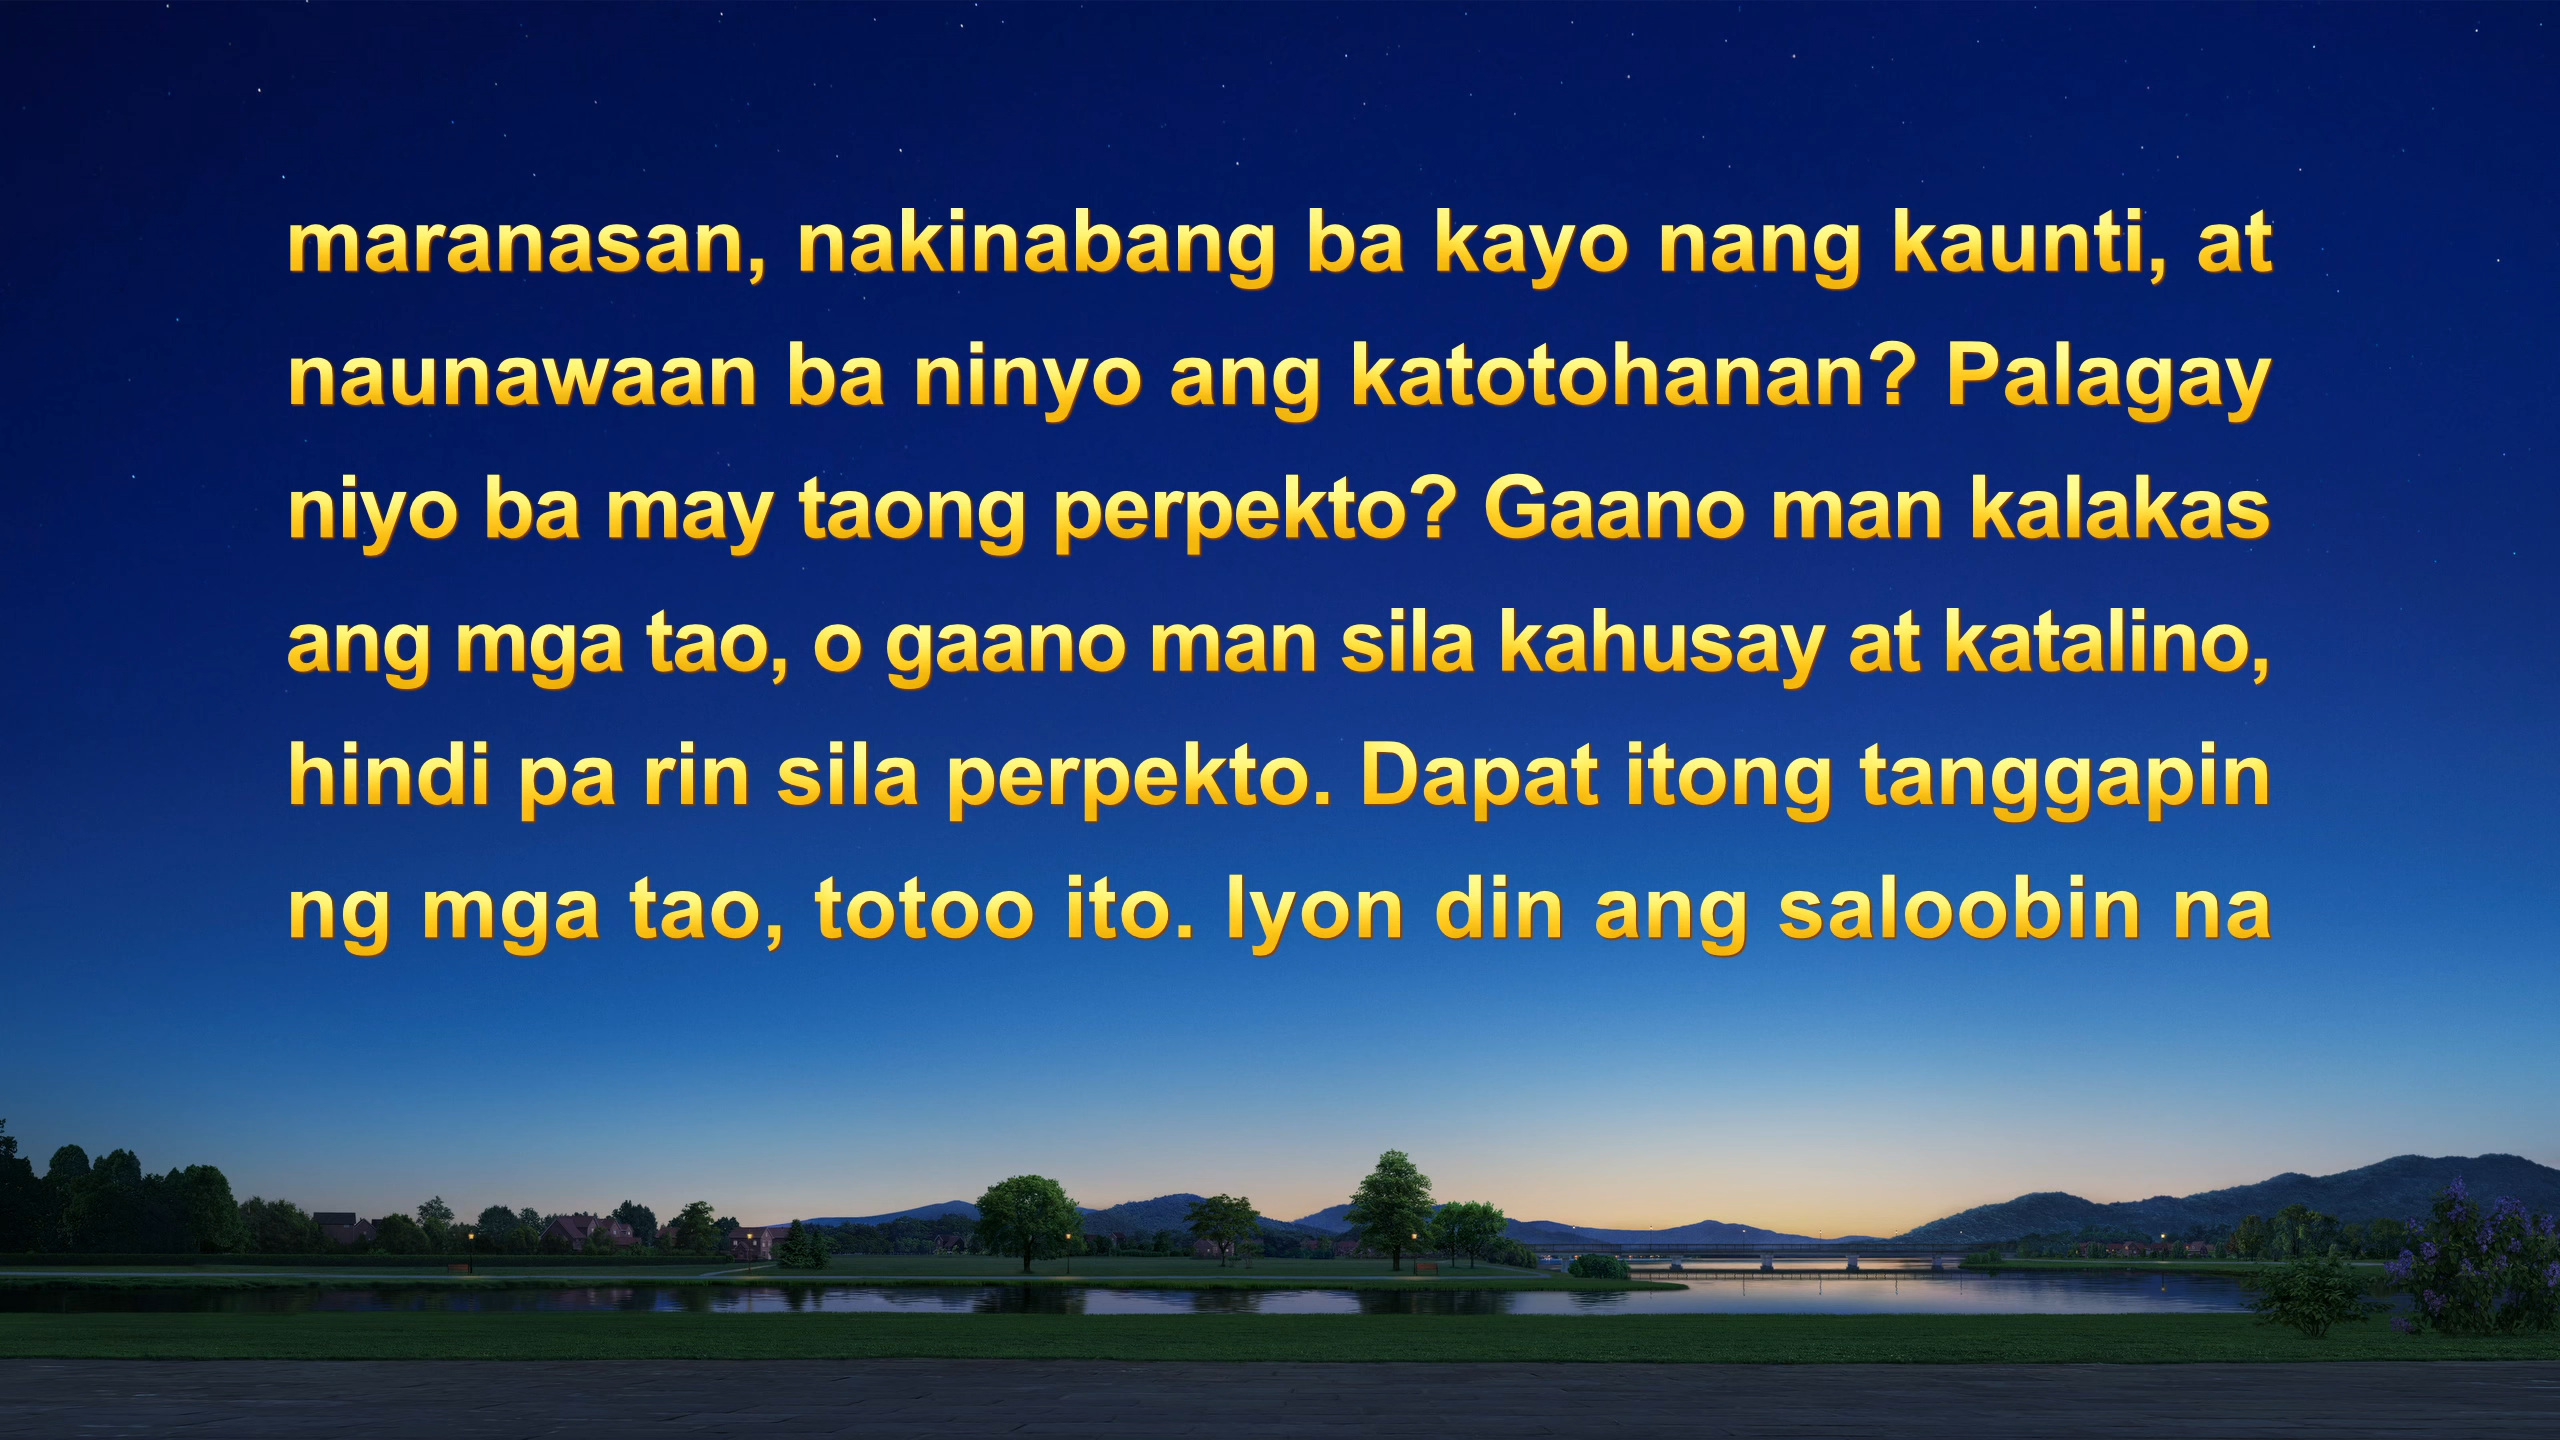 maranasan, nakinabang ba kayo nang kaunti, at
naunawaan ba ninyo ang katotohanan? Palagay
niyo ba may taong perpekto? Gaano man kalakas
ang mga tao, o gaano man sila kahusay at katalino,
hindi pa rin sila perpekto. Dapat itong tanggapin
ng mga tao, totoo ito. Iyon din ang saloobin na